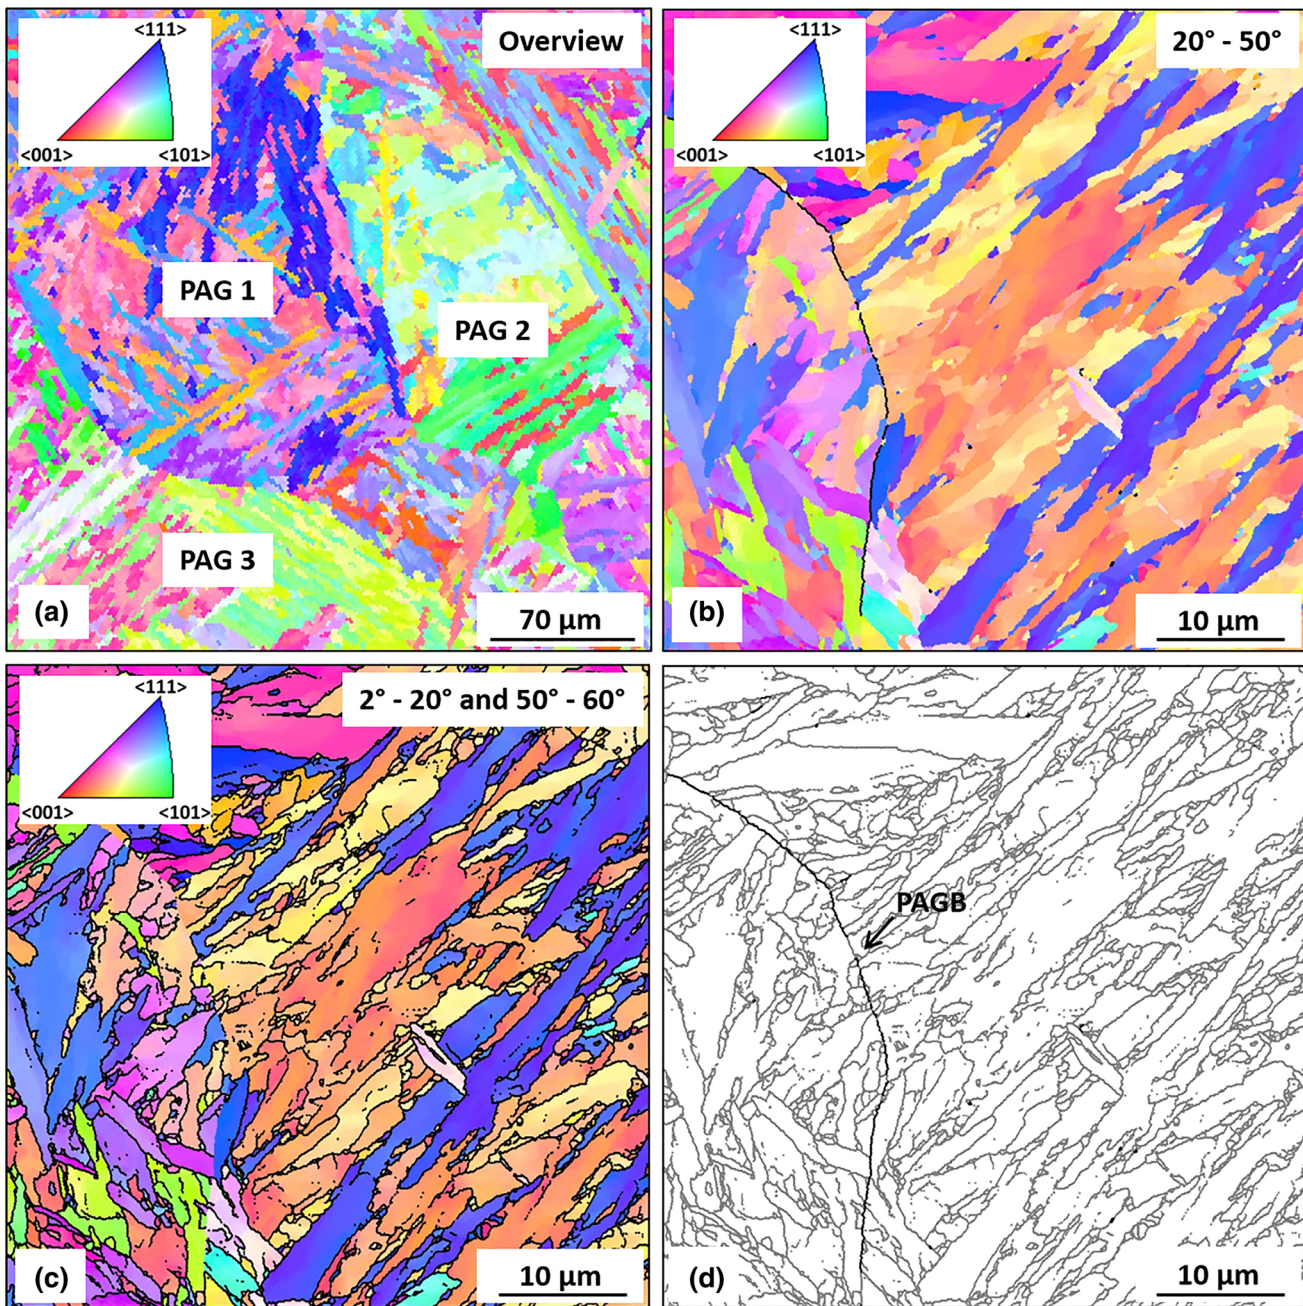 <111>
Overview
<001>
<101>
PAG 1
PAG 2
PAG 3
(a)
70 µm
<111>
20° - 50°
<001>
<101>
(b)
10 µm
<111>
2° - 20° and 50° - 60°
<001>
<101>
(c)
10 µm
PAGB
(d)
10 µm